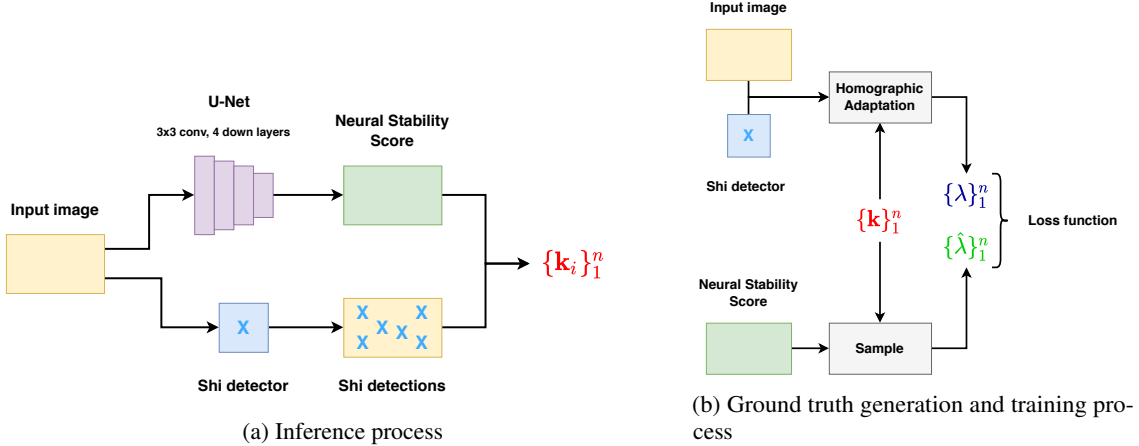 U-Net
3x3 conv, 4 down layers
Neural Stability
Score
Input image
X
Shi detector
X X X X X X
Shi detections
{k_i}_1^n
(a) Inference process
Input image
X
Shi detector
Homographic
Adaptation
{k}_1^n
{λ}_1^n
{λ̂}_1^n
Loss function
Neural Stability
Score
Sample
(b) Ground truth generation and training pro-
cess